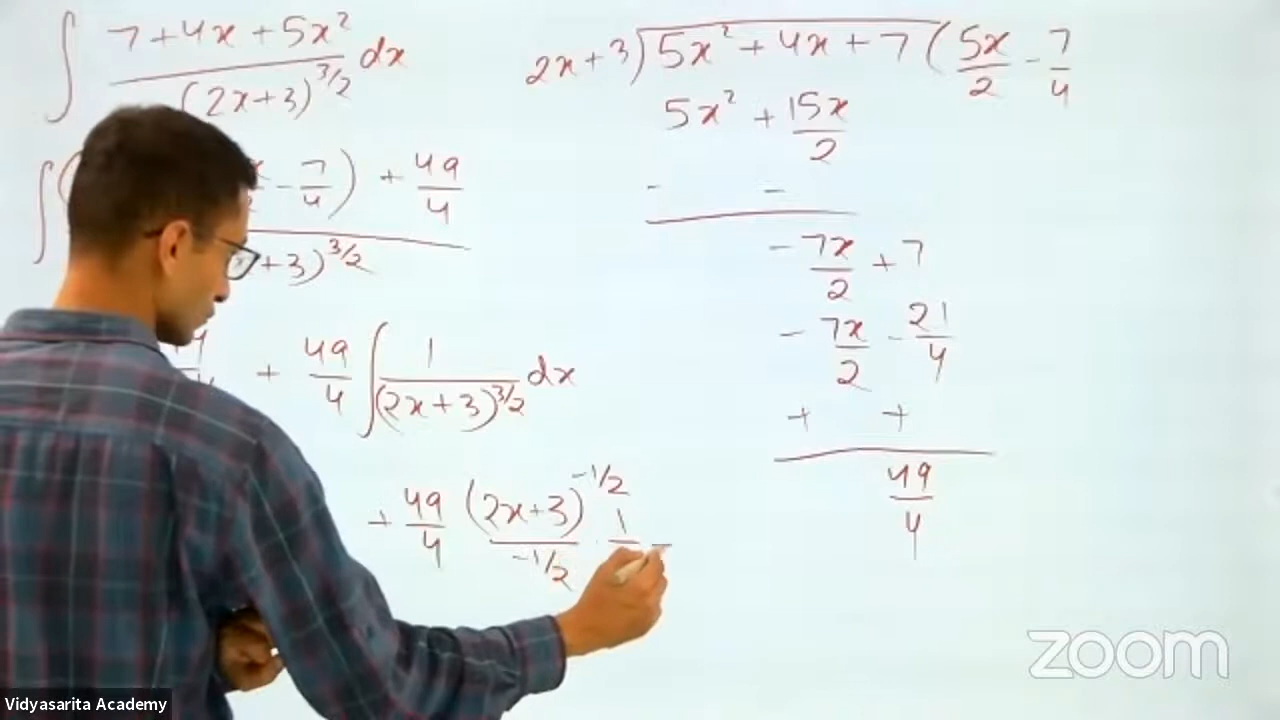 ∫ 7+4x+5x² / (2x+3)^3/2 dx
∫( - 7/4) + 49/4
x+3)^3/2
+ 49/4 ∫ 1/(2x+3)^3/2 dx
+ 49/4 (2x+3)^-1/2 / -1/2 · 1
2x+3)5x²+4x+7(5x/2 - 7/4
5x² + 15x/2
- -
- 7x/2 + 7
- 7x/2 - 21/4
+ +
49/4
zoom
Vidyasarita Academy